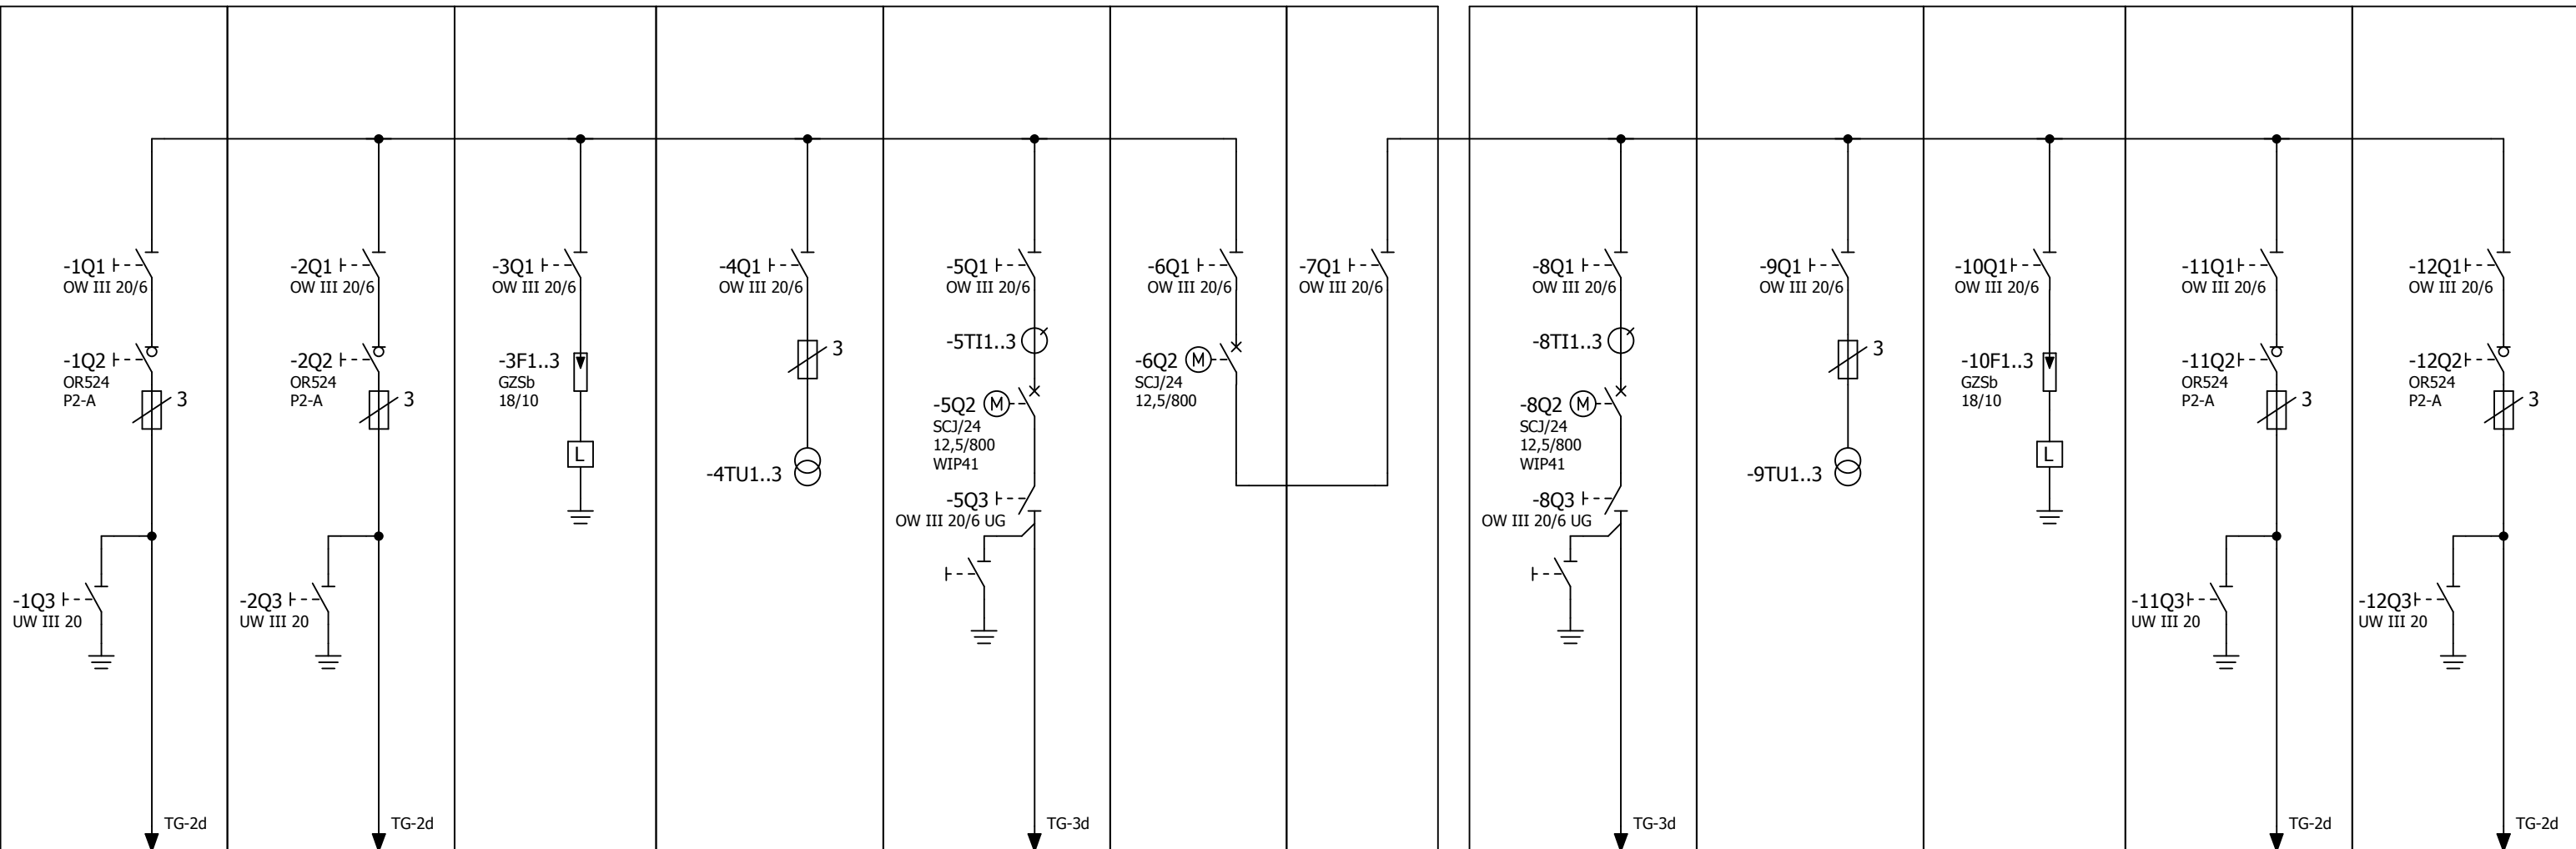 -1Q1
OW III 20/6
-1Q2
OR524
P2-A
3
-1Q3
UW III 20
TG-2d
-2Q1
OW III 20/6
-2Q2
OR524
P2-A
3
-2Q3
UW III 20
TG-2d
-3Q1
OW III 20/6
-3F1..3
GZSb
18/10
L
-4Q1
OW III 20/6
3
-4TU1..3
-5Q1
OW III 20/6
-5TI1..3
-5Q2 M
SCJ/24
12,5/800
WIP41
-5Q3
OW III 20/6 UG
TG-3d
-6Q1
OW III 20/6
-6Q2 M
SCJ/24
12,5/800
-7Q1
OW III 20/6
-8Q1
OW III 20/6
-8TI1..3
-8Q2 M
SCJ/24
12,5/800
WIP41
-8Q3
OW III 20/6 UG
TG-3d
-9Q1
OW III 20/6
3
-9TU1..3
-10Q1
OW III 20/6
-10F1..3
GZSb
18/10
L
-11Q1
OW III 20/6
-11Q2
OR524
P2-A
3
-11Q3
UW III 20
TG-2d
-12Q1
OW III 20/6
-12Q2
OR524
P2-A
3
-12Q3
UW III 20
TG-2d